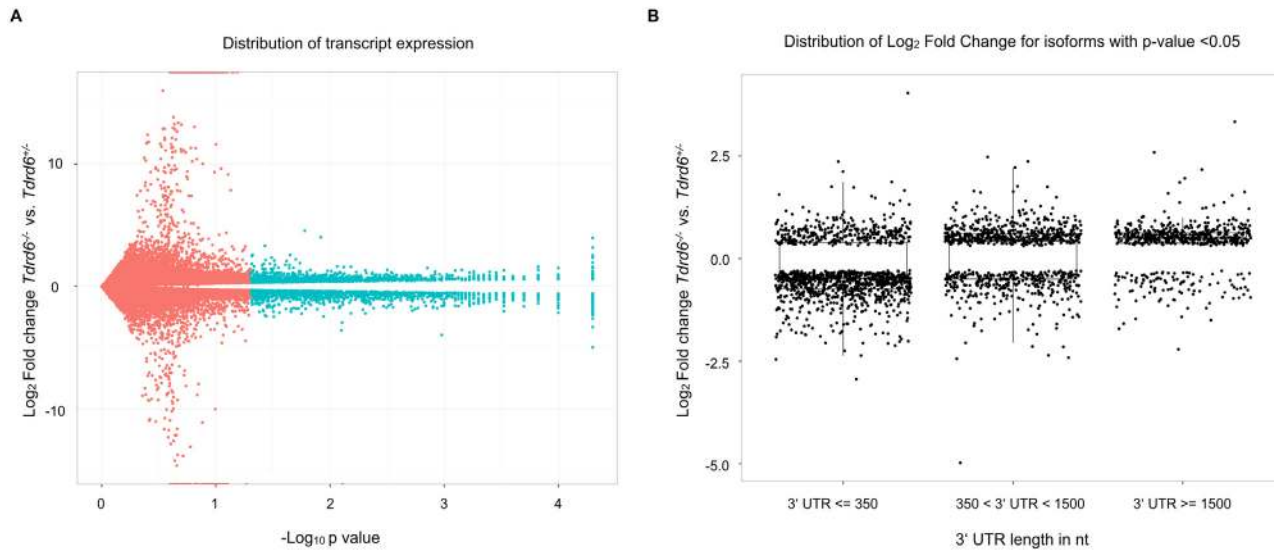 A
Distribution of transcript expression
Log₂ Fold change Tdrd6⁻/⁻ vs. Tdrd6⁺/⁻
10
0
-10
0 1 2 3 4
-Log₁₀ p value
B
Distribution of Log₂ Fold Change for isoforms with p-value <0.05
Log₂ Fold change Tdrd6⁻/⁻ vs. Tdrd6⁺/⁻
2.5
0.0
-2.5
-5.0
3' UTR <= 350 350 < 3' UTR < 1500 3' UTR >= 1500
3' UTR length in nt